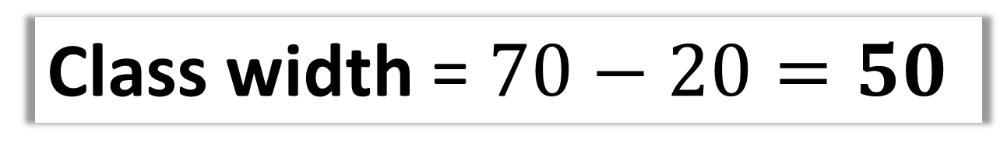 Class width = 70 − 20 = 50